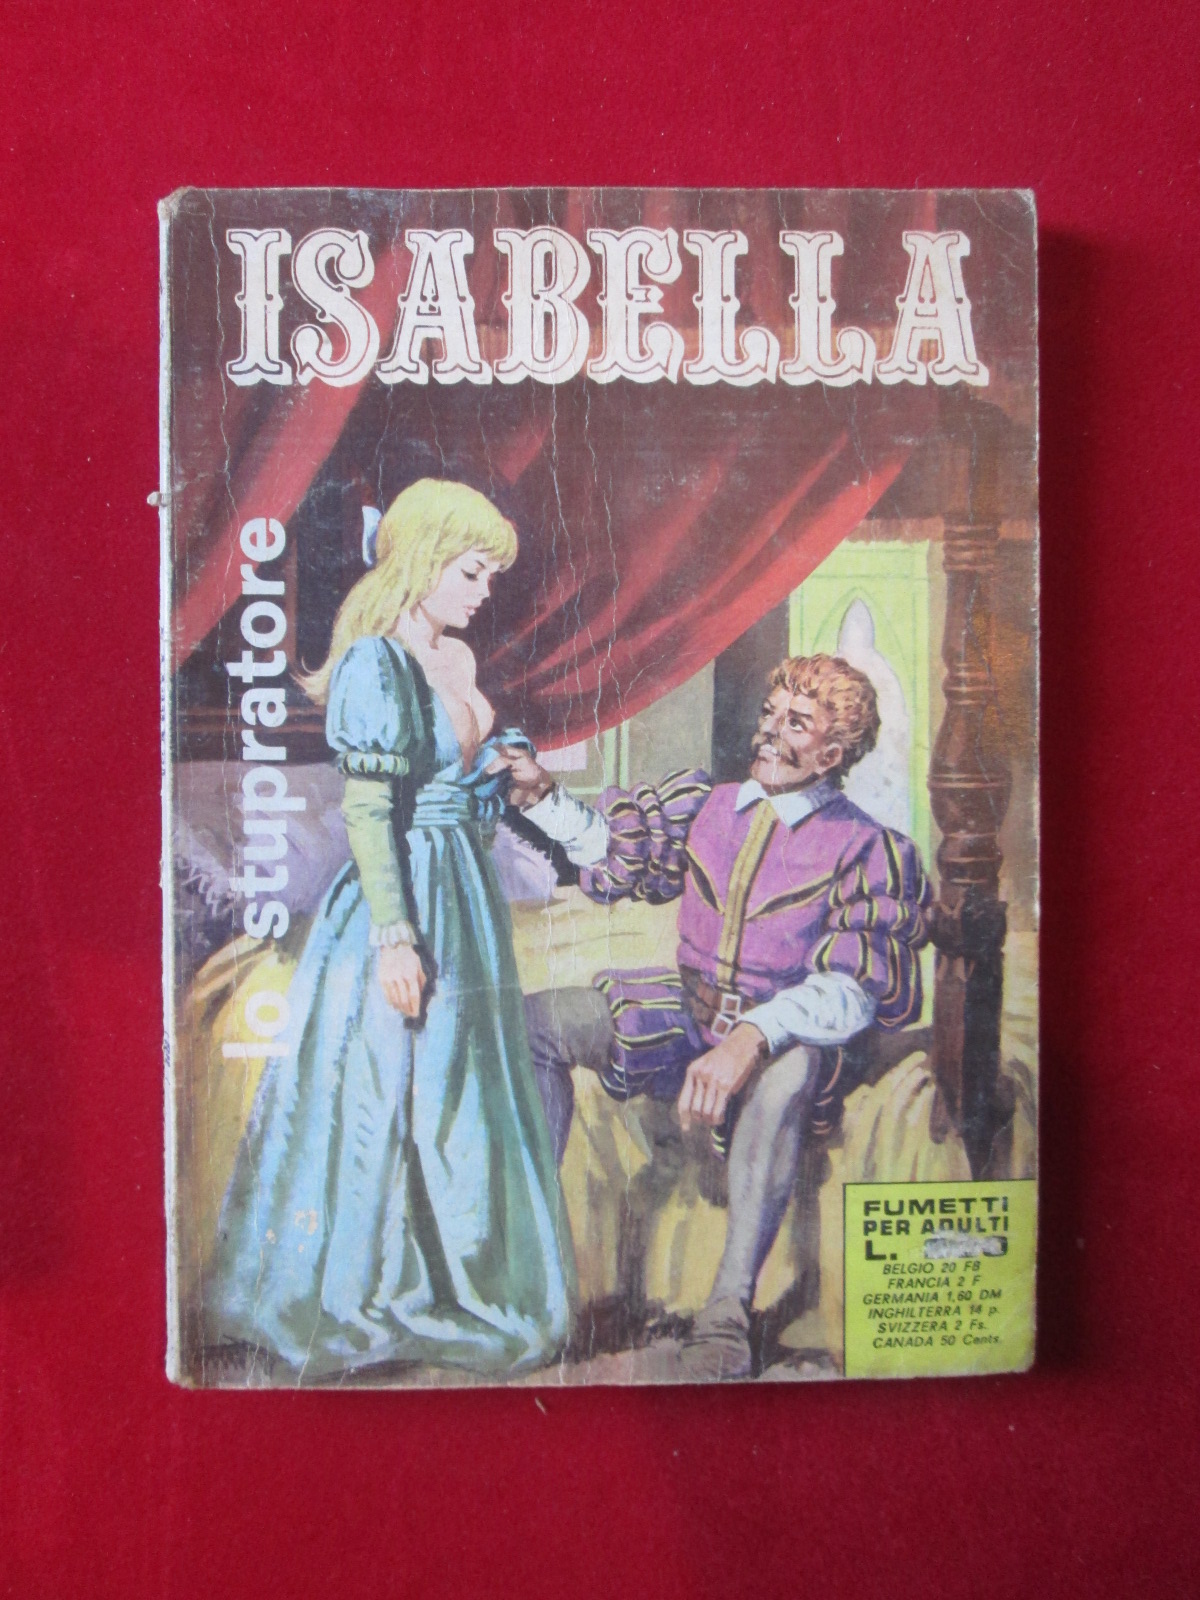 ISABELLA
lo stupratore
FUMETTI
PER ADULTI
L.
BELGIO 20 FB
FRANCIA 2 F
GERMANIA 1,60 DM
INGHILTERRA 14 p.
SVIZZERA 2 Fs.
CANADA 50 Cents.